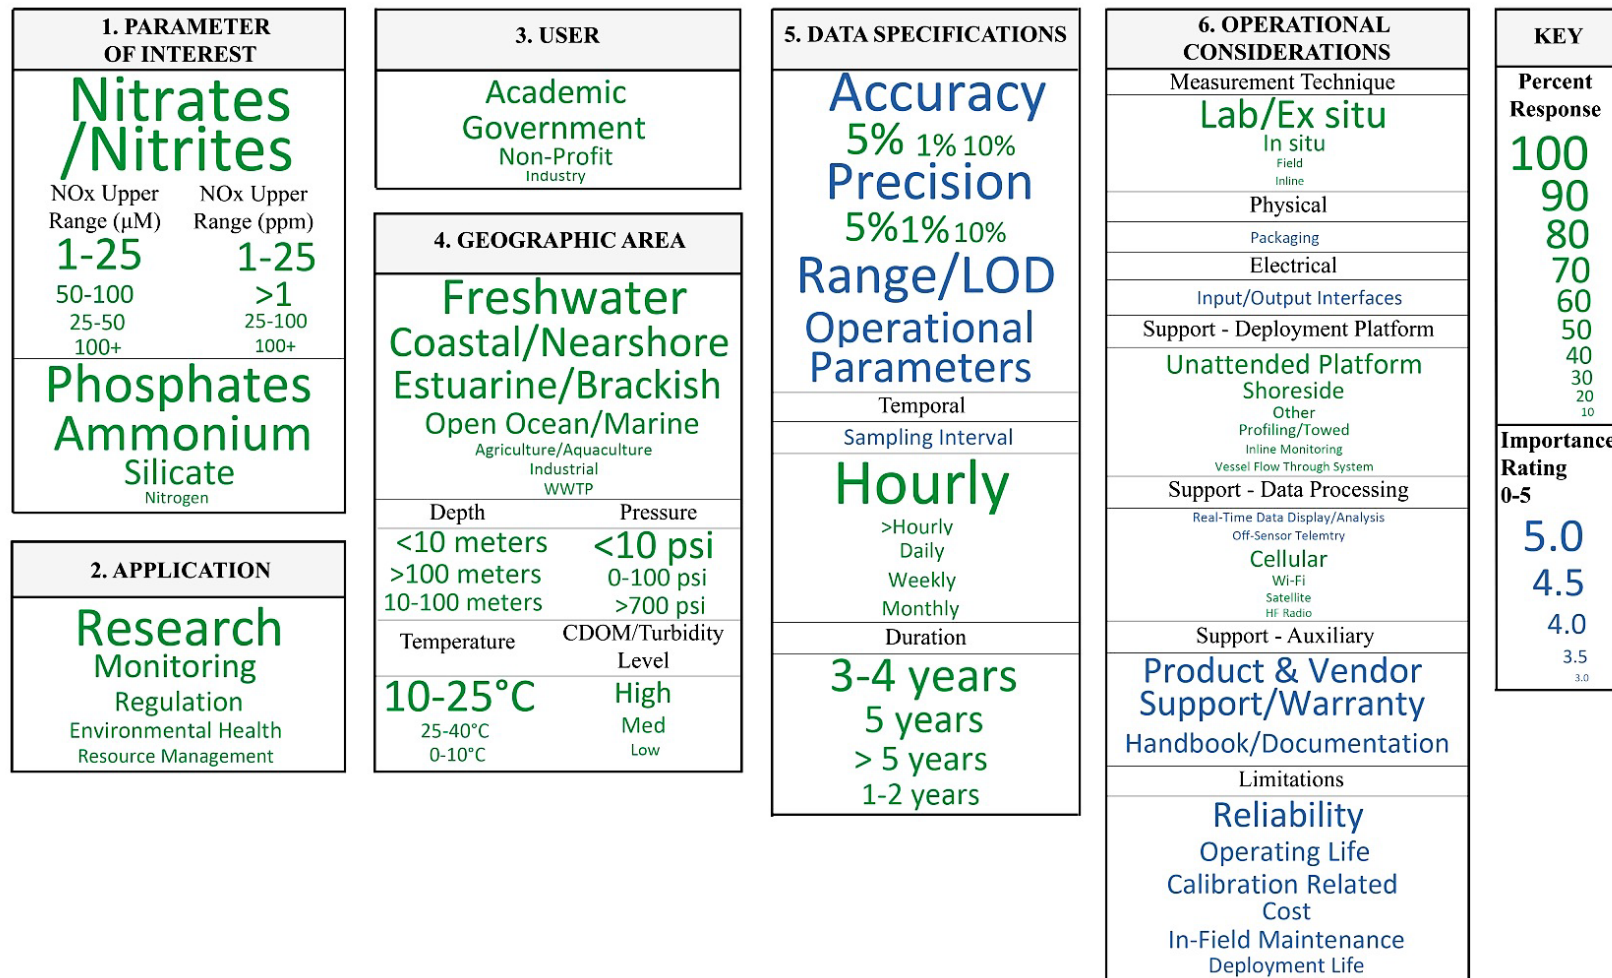 1. PARAMETER
OF INTEREST
Nitrates
/Nitrites
NOx Upper NOx Upper
Range (µM) Range (ppm)
1-25 1-25
50-100 >1
25-50 25-100
100+ 100+
Phosphates
Ammonium
Silicate
Nitrogen
2. APPLICATION
Research
Monitoring
Regulation
Environmental Health
Resource Management
3. USER
Academic
Government
Non-Profit
Industry
4. GEOGRAPHIC AREA
Freshwater
Coastal/Nearshore
Estuarine/Brackish
Open Ocean/Marine
Agriculture/Aquaculture
Industrial
WWTP
Depth Pressure
<10 meters <10 psi
>100 meters 0-100 psi
10-100 meters >700 psi
Temperature CDOM/Turbidity
Level
10-25°C High
25-40°C Med
0-10°C Low
5. DATA SPECIFICATIONS
Accuracy
5% 1% 10%
Precision
5% 1% 10%
Range/LOD
Operational
Parameters
Temporal
Sampling Interval
Hourly
>Hourly
Daily
Weekly
Monthly
Duration
3-4 years
5 years
> 5 years
1-2 years
6. OPERATIONAL
CONSIDERATIONS
Measurement Technique
Lab/Ex situ
In situ
Field
Inline
Physical
Packaging
Electrical
Input/Output Interfaces
Support - Deployment Platform
Unattended Platform
Shoreside
Other
Profiling/Towed
Inline Monitoring
Vessel Flow Through System
Support - Data Processing
Real-Time Data Display/Analysis
Off-Sensor Telemtry
Cellular
Wi-Fi
Satellite
HF Radio
Support - Auxiliary
Product & Vendor
Support/Warranty
Handbook/Documentation
Limitations
Reliability
Operating Life
Calibration Related
Cost
In-Field Maintenance
Deployment Life
KEY
Percent
Response
100
90
80
70
60
50
40
30
20
10
Importance
Rating
0-5
5.0
4.5
4.0
3.5
3.0